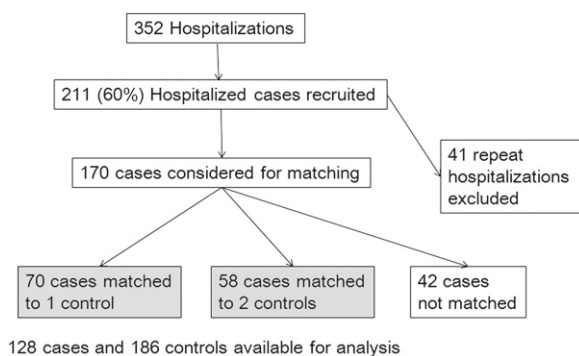 352 Hospitalizations
211 (60%) Hospitalized cases recruited
41 repeat
hospitalizations
excluded
170 cases considered for matching
70 cases matched
to 1 control
58 cases matched
to 2 controls
42 cases
not matched
128 cases and 186 controls available for analysis